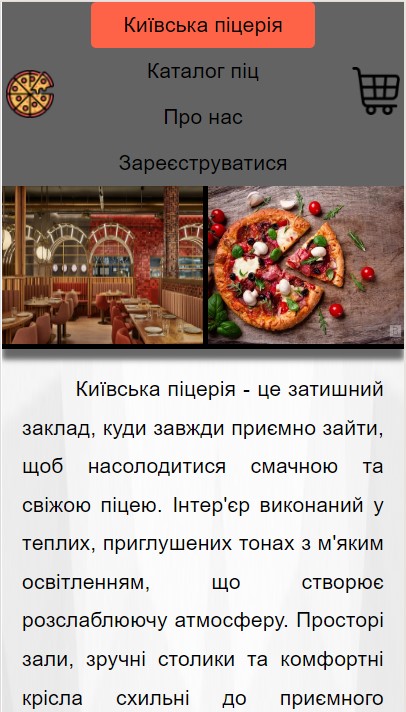 Київська піцерія
Каталог піц
Про нас
Зареєструватися
Київська піцерія - це затишний
заклад, куди завжди приємно зайти,
щоб насолодитися смачною та
свіжою піцею. Інтер'єр виконаний у
теплих, приглушених тонах з м'яким
освітленням, що створює
розслаблюючу атмосферу. Просторі
зали, зручні столики та комфортні
крісла схильні до приємного